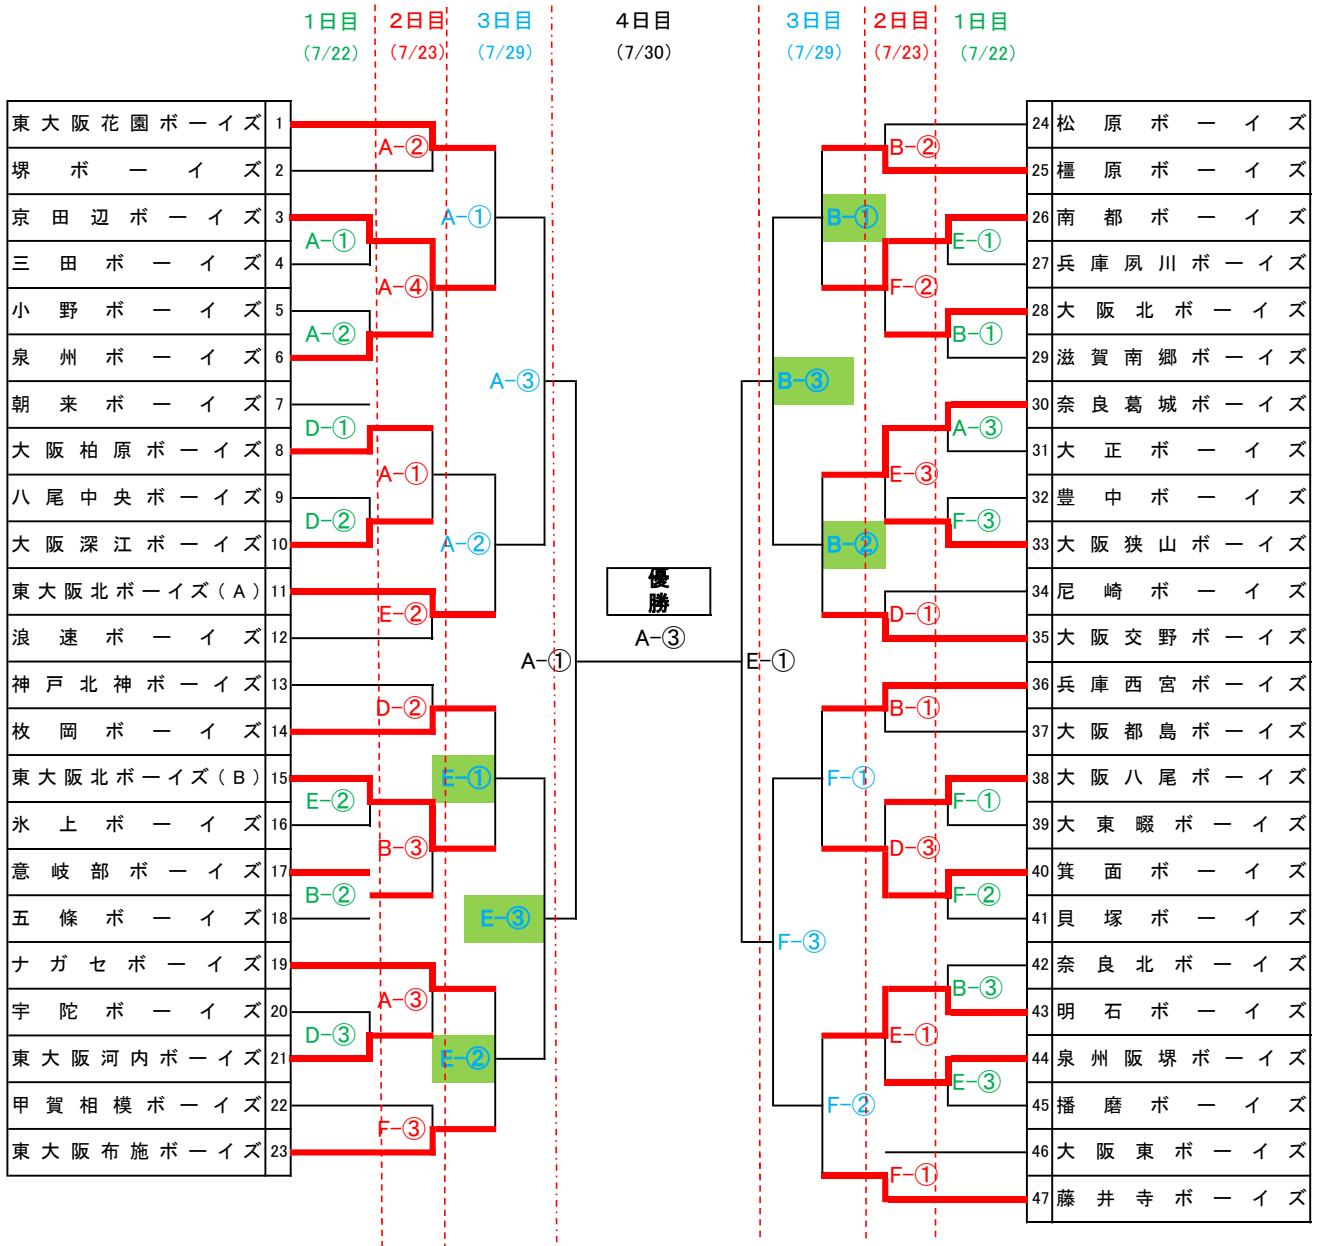 1日目 2日目 3日目 4日目 3日目 2日目 1日目
(7/22) (7/23) (7/29) (7/30) (7/29) (7/23) (7/22)
東大阪花園ボーイズ 1
堺ボーイズ 2
京田辺ボーイズ 3
三田ボーイズ 4
小野ボーイズ 5
泉州ボーイズ 6
朝来ボーイズ 7
大阪柏原ボーイズ 8
八尾中央ボーイズ 9
大阪深江ボーイズ 10
東大阪北ボーイズ(A) 11
浪速ボーイズ 12
神戸北神ボーイズ 13
枚岡ボーイズ 14
東大阪北ボーイズ(B) 15
氷上ボーイズ 16
意岐部ボーイズ 17
五條ボーイズ 18
ナガセボーイズ 19
宇陀ボーイズ 20
東大阪河内ボーイズ 21
甲賀相模ボーイズ 22
東大阪布施ボーイズ 23
A-①
A-②
D-①
D-②
E-②
B-②
D-③
A-②
A-④
A-①
E-②
D-②
B-③
A-③
F-③
A-①
A-②
E-①
E-②
A-③
E-③
A-①
優
勝
A-③
E-①
B-③
F-③
B-①
B-②
F-①
F-②
B-②
F-②
E-③
D-①
B-①
D-③
E-①
F-①
E-①
B-①
A-③
F-③
F-①
F-②
B-③
E-③
24 松原ボーイズ
25 橿原ボーイズ
26 南都ボーイズ
27 兵庫夙川ボーイズ
28 大阪北ボーイズ
29 滋賀南郷ボーイズ
30 奈良葛城ボーイズ
31 大正ボーイズ
32 豊中ボーイズ
33 大阪狭山ボーイズ
34 尼崎ボーイズ
35 大阪交野ボーイズ
36 兵庫西宮ボーイズ
37 大阪都島ボーイズ
38 大阪八尾ボーイズ
39 大東畷ボーイズ
40 箕面ボーイズ
41 貝塚ボーイズ
42 奈良北ボーイズ
43 明石ボーイズ
44 泉州阪堺ボーイズ
45 播磨ボーイズ
46 大阪東ボーイズ
47 藤井寺ボーイズ